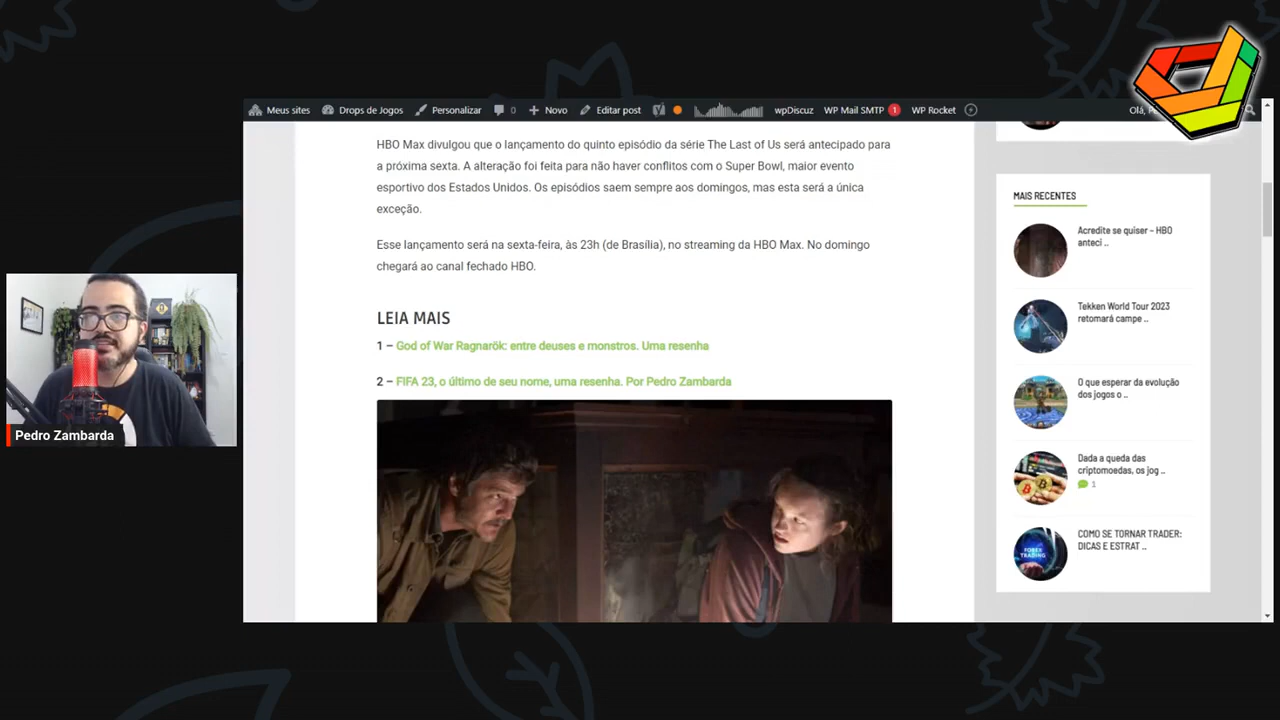 Meus sites Drops de Jogos Personalizar 0 Novo Editar post wpDiscuz WP Mail SMTP 1 WP Rocket Olá,
HBO Max divulgou que o lançamento do quinto episódio da série The Last of Us será antecipado para
a próxima sexta. A alteração foi feita para não haver conflitos com o Super Bowl, maior evento
esportivo dos Estados Unidos. Os episódios saem sempre aos domingos, mas esta será a única
exceção.
Esse lançamento será na sexta-feira, às 23h (de Brasília), no streaming da HBO Max. No domingo
chegará ao canal fechado HBO.
LEIA MAIS
1 – God of War Ragnarök: entre deuses e monstros. Uma resenha
2 – FIFA 23, o último de seu nome, uma resenha. Por Pedro Zambarda
MAIS RECENTES
Acredite se quiser – HBO
anteci ..
Tekken World Tour 2023
retomará campe ..
O que esperar da evolução
dos jogos o ..
Dada a queda das
criptomoedas, os jog ..
1
COMO SE TORNAR TRADER:
DICAS E ESTRAT ..
FOREX
TRADING
Pedro Zambarda